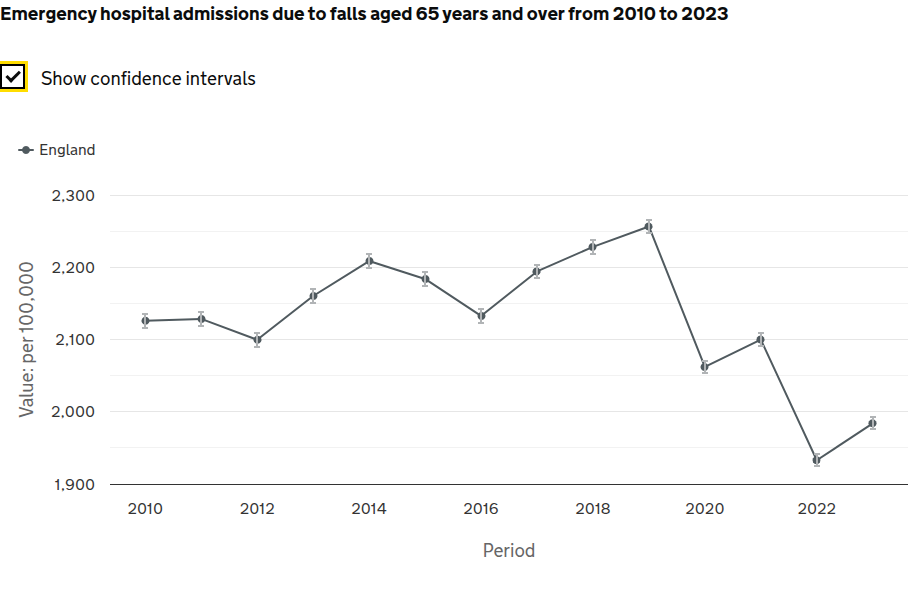 Emergency hospital admissions due to falls aged 65 years and over from 2010 to 2023
Show confidence intervals
England
Value: per 100,000
2,300
2,200
2,100
2,000
1,900
2010 2012 2014 2016 2018 2020 2022
Period